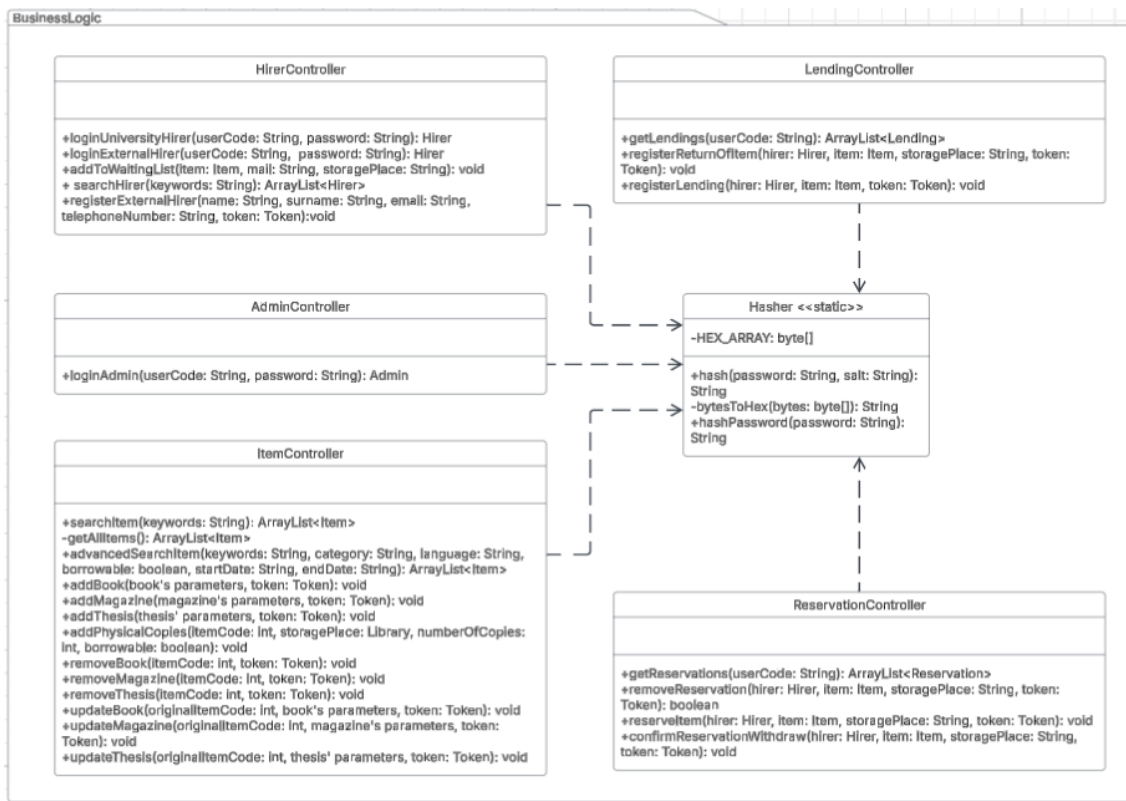 BusinessLogic
HirerController
+loginUniversityHirer(userCode: String, password: String): Hirer
+loginExternalHirer(userCode: String, password: String): Hirer
+addToWaitingList(item: Item, mail: String, storagePlace: String): void
+ searchHirer(keywords: String): ArrayList<Hirer>
+registerExternalHirer(name: String, surname: String, email: String,
telephoneNumber: String, token: Token):void
LendingController
+getLendings(userCode: String): ArrayList<Lending>
+registerReturnOfItem(hirer: Hirer, item: Item, storagePlace: String, token:
Token): void
+registerLending(hirer: Hirer, item: Item, token: Token): void
AdminController
+loginAdmin(userCode: String, password: String): Admin
Hasher <<static>>
-HEX_ARRAY: byte[]
+hash(password: String, salt: String):
String
-bytesToHex(bytes: byte[]): String
+hashPassword(password: String):
String
ItemController
+searchItem(keywords: String): ArrayList<Item>
-getAllItems(): ArrayList<Item>
+advancedSearchItem(keywords: String, category: String, language: String,
borrowable: boolean, startDate: String, endDate: String): ArrayList<Item>
+addBook(book's parameters, token: Token): void
+addMagazine(magazine's parameters, token: Token): void
+addThesis(thesis' parameters, token: Token): void
+addPhysicalCopies(itemCode: int, storagePlace: Library, numberOfCopies:
int, borrowable: boolean): void
+removeBook(itemCode: int, token: Token): void
+removeMagazine(itemCode: int, token: Token): void
+removeThesis(itemCode: int, token: Token): void
+updateBook(originalItemCode: int, book's parameters, token: Token): void
+updateMagazine(originalItemCode: int, magazine's parameters, token:
Token): void
+updateThesis(originalItemCode: int, thesis' parameters, token: Token): void
ReservationController
+getReservations(userCode: String): ArrayList<Reservation>
+removeReservation(hirer: Hirer, item: Item, storagePlace: String, token:
Token): boolean
+reserveItem(hirer: Hirer, item: Item, storagePlace: String, token: Token): void
+confirmReservationWithdraw(hirer: Hirer, item: Item, storagePlace: String,
token: Token): void